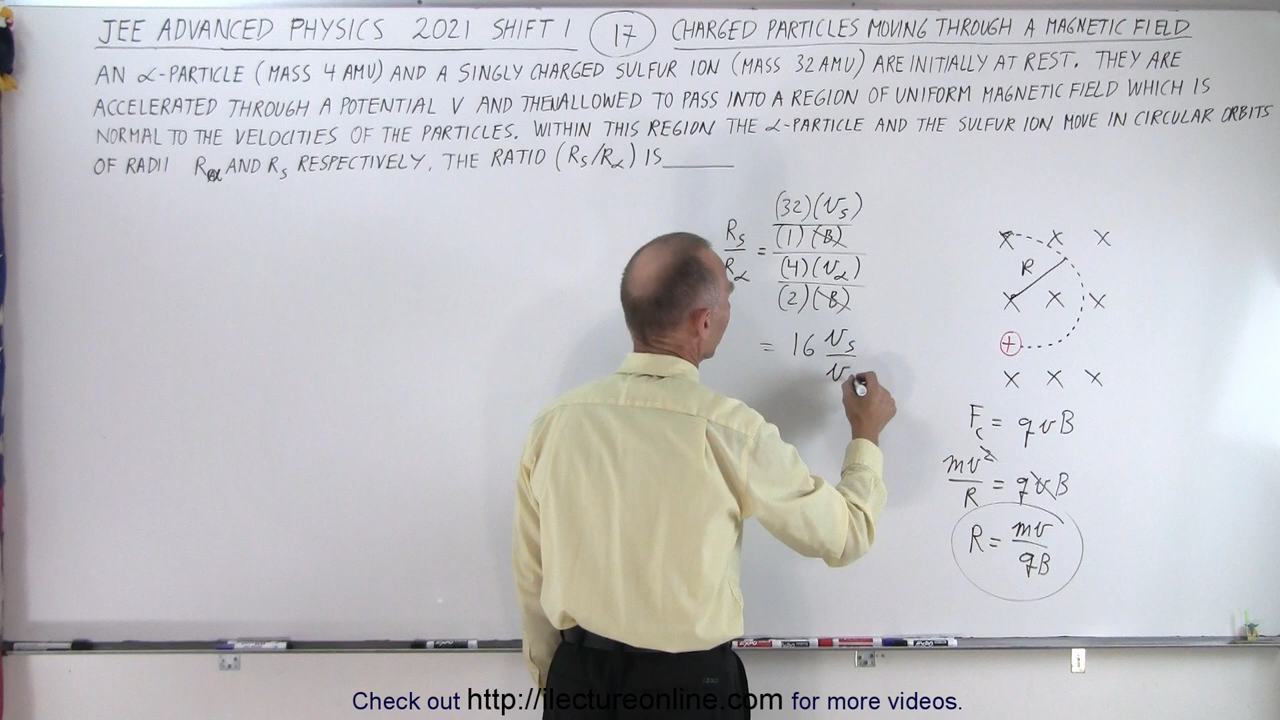 JEE ADVANCED PHYSICS 2021 SHIFT 1 17 CHARGED PARTICLES MOVING THROUGH A MAGNETIC FIELD
AN α-PARTICLE (MASS 4 AMU) AND A SINGLY CHARGED SULFUR ION (MASS 32 AMU) ARE INITIALLY AT REST. THEY ARE
ACCELERATED THROUGH A POTENTIAL V AND THEN ALLOWED TO PASS INTO A REGION OF UNIFORM MAGNETIC FIELD WHICH IS
NORMAL TO THE VELOCITIES OF THE PARTICLES. WITHIN THIS REGION THE α-PARTICLE AND THE SULFUR ION MOVE IN CIRCULAR ORBITS
OF RADII Rα AND Rs RESPECTIVELY, THE RATIO (Rs/Rα) IS_____
Rs/Rα = ((32)(vs)/(1)(B))/((4)(vα)/(2)(B))
= 16 vs/v
x x x
R
x x x
+
x x x
Fc = qvB
mv²/R = qvB
R = mv/qB
Check out http://ilectureonline.com for more videos.